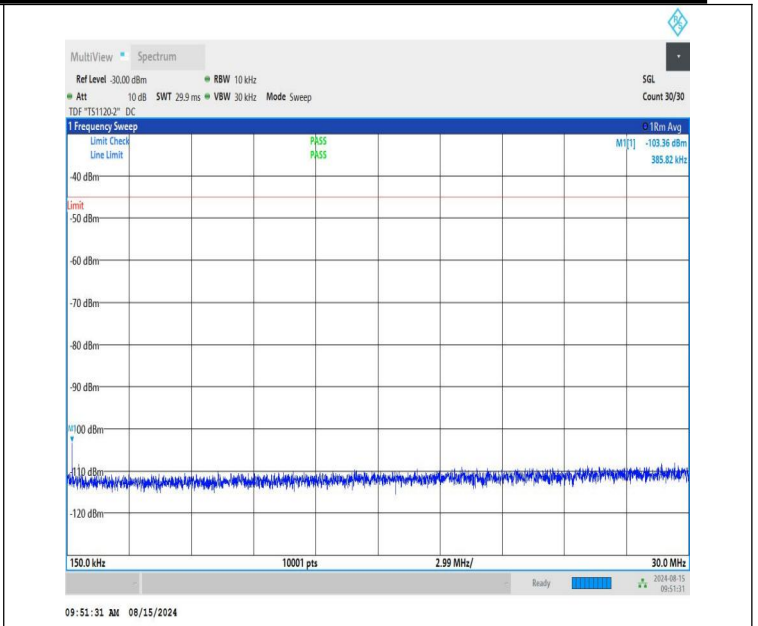 MultiView Spectrum
Ref Level -30.00 dBm RBW 10 kHz SGL
Att 10 dB SWT 29.9 ms VBW 30 kHz Mode Sweep Count 30/30
TDF "TS1120-2" DC
1 Frequency Sweep 1Rm Avg
Limit Check PASS M1[1] -103.36 dBm
Line Limit PASS 385.82 kHz
-40 dBm
Limit
-50 dBm
-60 dBm
-70 dBm
-80 dBm
-90 dBm
M1
-100 dBm
-110 dBm
-120 dBm
150.0 kHz 10001 pts 2.99 MHz/ 30.0 MHz
Ready 2024-08-15
09:51:31
09:51:31 AM 08/15/2024